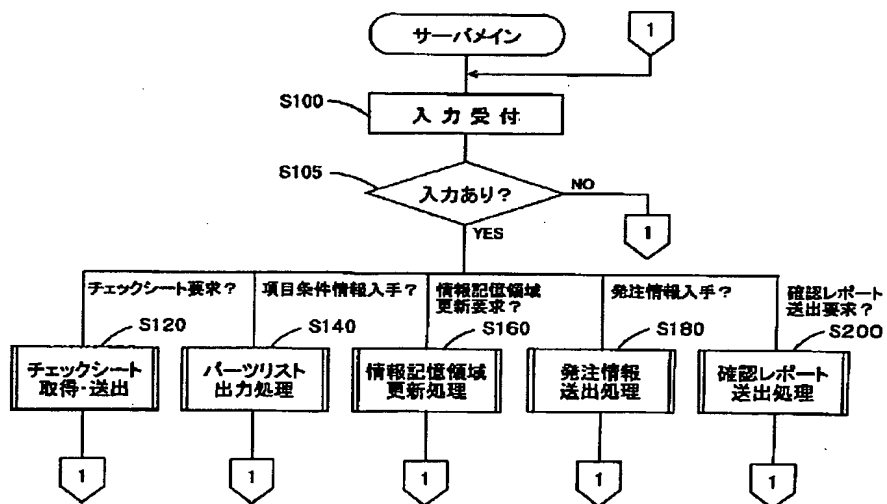 サーバメイン
1
S100
入力受付
S105
入力あり?
NO
1
YES
チェックシート要求?
項目条件情報入手?
情報記憶領域
更新要求?
発注情報入手?
確認レポート
送出要求?
S120
S140
S160
S180
S200
チェックシート
取得・送出
パーツリスト
出力処理
情報記憶領域
更新処理
発注情報
送出処理
確認レポート
送出処理
1
1
1
1
1